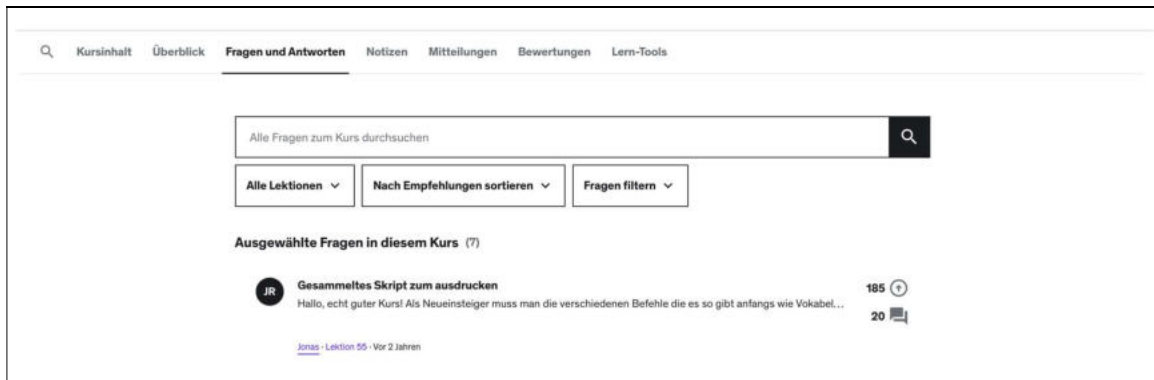 Kursinhalt Überblick Fragen und Antworten Notizen Mitteilungen Bewertungen Lern-Tools
Alle Fragen zum Kurs durchsuchen
Alle Lektionen Nach Empfehlungen sortieren Fragen filtern
Ausgewählte Fragen in diesem Kurs (7)
JR
Gesammeltes Skript zum ausdrucken
185
Hallo, echt guter Kurs! Als Neueinsteiger muss man die verschiedenen Befehle die es so gibt anfangs wie Vokabel...
20
Jonas · Lektion 55 · Vor 2 Jahren